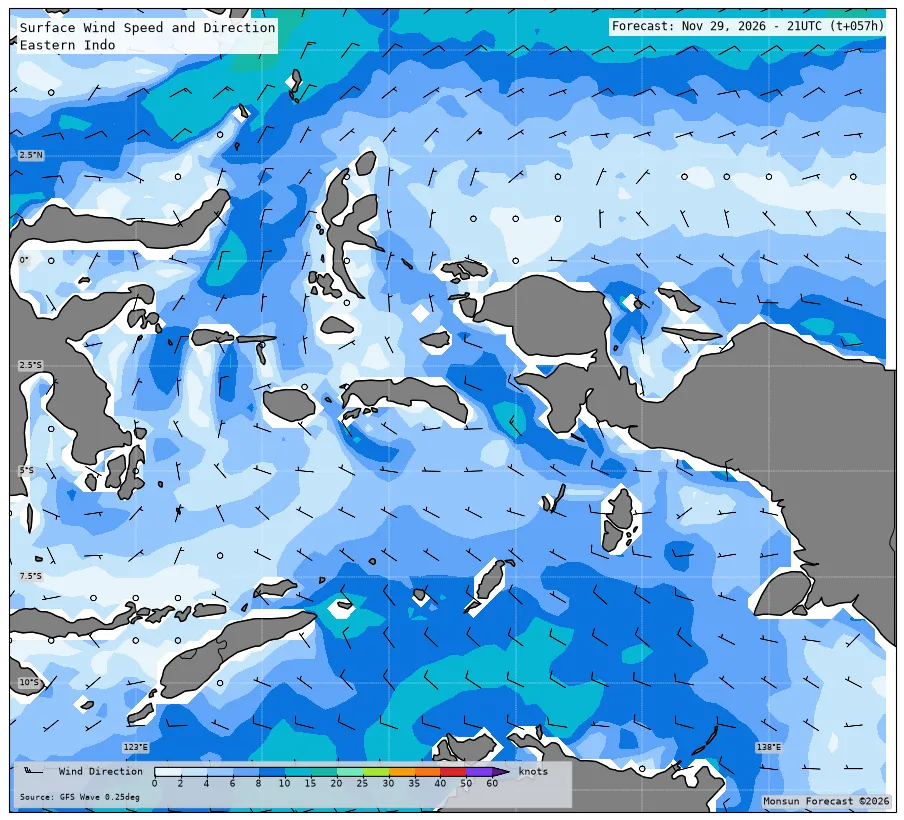 Surface Wind Speed and Direction
Eastern Indo
Forecast: Nov 29, 2026 - 21UTC (t+057h)
2.5°N
0°
2.5°S
5°S
7.5°S
10°S
123°E
138°E
Wind Direction
knots
2 4 6 8 10 15 20 25 30 35 40 50 60
Source: GFS Wave 0.25deg
Monsun Forecast ©2026